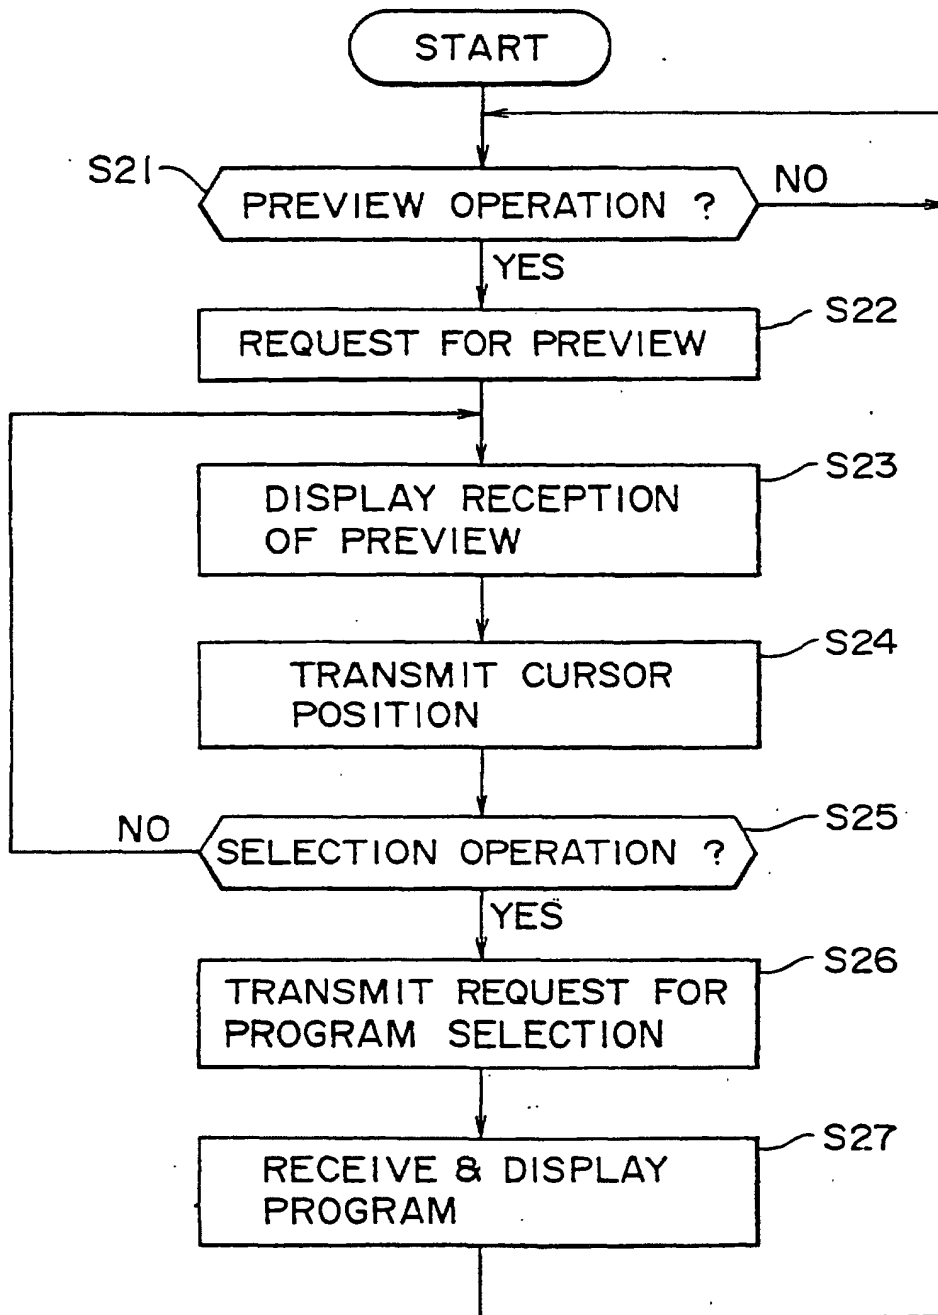 START
S21
PREVIEW OPERATION ?
NO
YES
S22
REQUEST FOR PREVIEW
S23
DISPLAY RECEPTION
OF PREVIEW
S24
TRANSMIT CURSOR
POSITION
NO
S25
SELECTION OPERATION ?
YES
S26
TRANSMIT REQUEST FOR
PROGRAM SELECTION
S27
RECEIVE & DISPLAY
PROGRAM